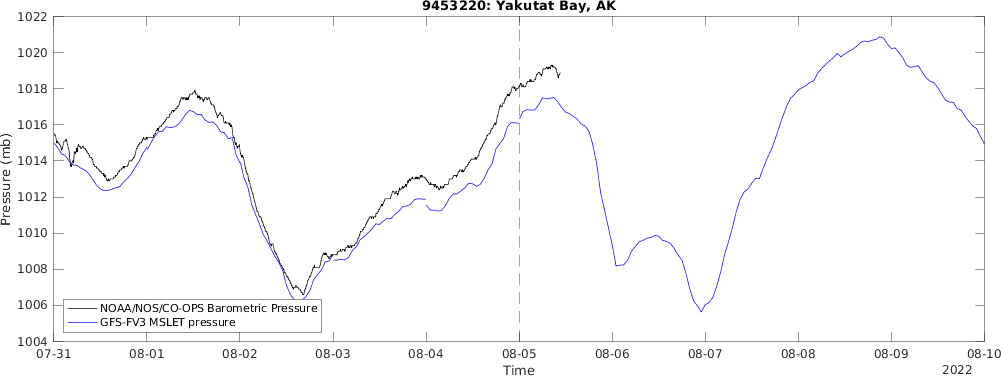 9453220: Yakutat Bay, AK
1022
1020
1018
1016
1014
1012
1010
1008
1006
1004
Pressure (mb)
NOAA/NOS/CO-OPS Barometric Pressure
GFS-FV3 MSLET pressure
07-31 08-01 08-02 08-03 08-04 08-05 08-06 08-07 08-08 08-09 08-10
Time
2022